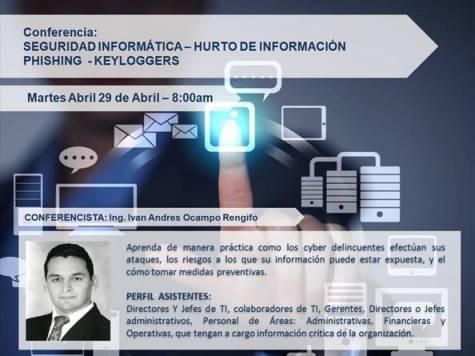 Conferencia:
SEGURIDAD INFORMÁTICA – HURTO DE INFORMACIÓN
PHISHING - KEYLOGGERS
Martes Abril 29 de Abril – 8:00am
CONFERENCISTA: Ing. Ivan Andres Ocampo Rengifo
Aprenda de manera práctica como los cyber delincuentes efectúan sus
ataques, los riesgos a los que su información puede estar expuesta, y el
cómo tomar medidas preventivas.
PERFIL ASISTENTES:
Directores Y Jefes de TI, colaboradores de TI, Gerentes, Directores o Jefes
administrativos, Personal de Áreas: Administrativas, Financieras y
Operativas, que tengan a cargo información critica de la organización.